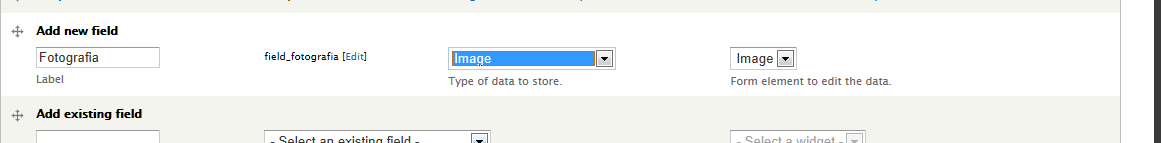 Add new field
Fotografia field_fotografia [Edit] Image Image
Label Type of data to store. Form element to edit the data.
Add existing field
- Select an existing field - - Select a widget -